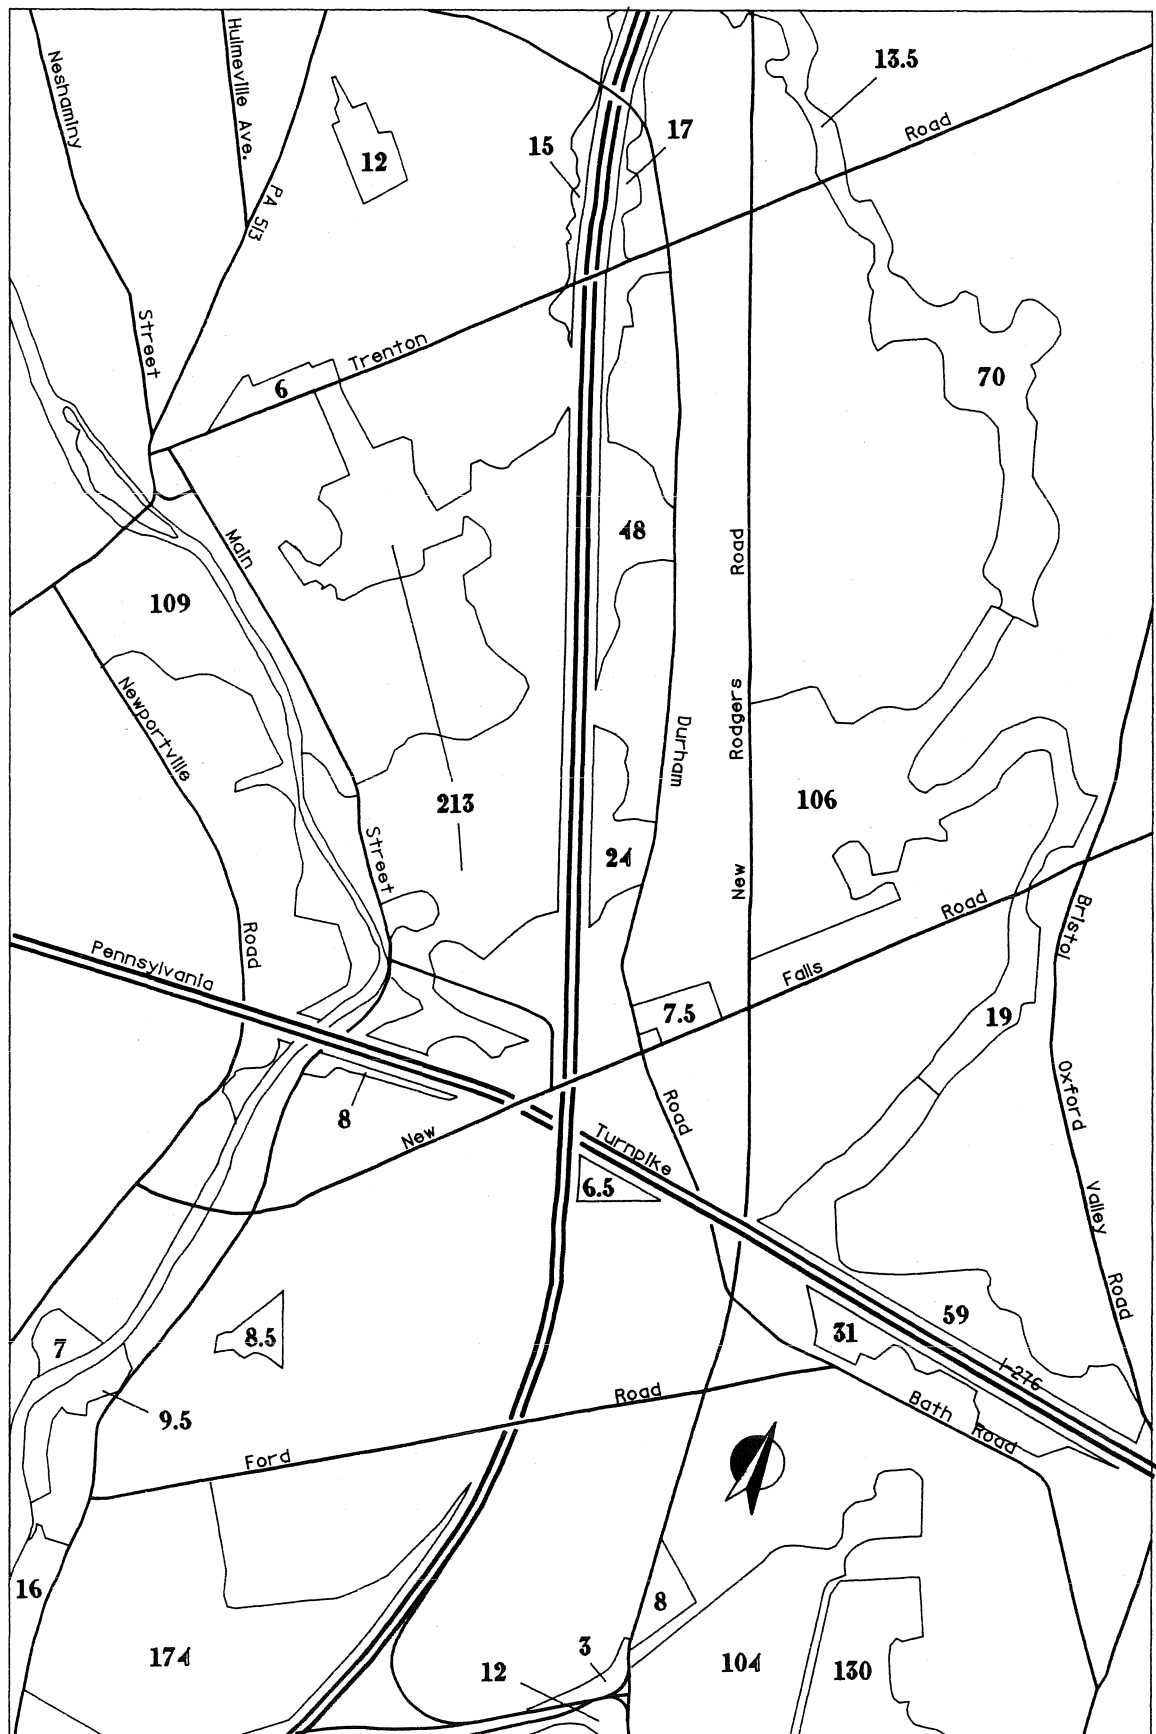 Neshaminy
Hulmeville Ave.
13.5
Road
17
15
12
PA 513
Street
Trenton
6
70
48
Main
Road
109
Newportville
Rodgers
Durham
213
106
Street
24
New
Road
Road
Bristol
Pennsylvania
Falls
7.5
19
8
New
Road
Oxford
Turnpike
6.5
Valley
Road
7
8.5
59
31
I-276
9.5
Road
Bath Road
Ford
16
8
174
3
12
104
130